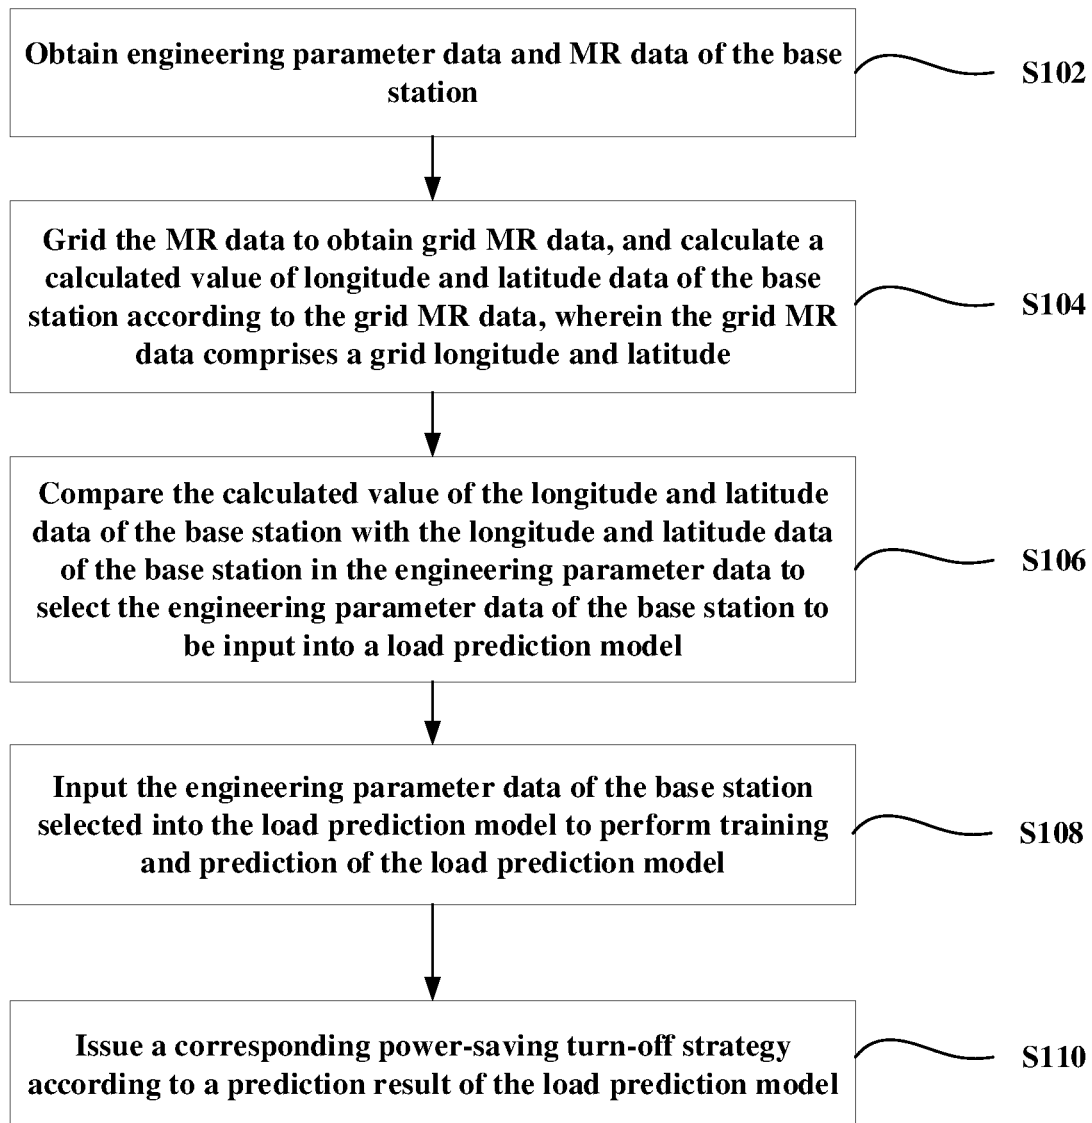 Obtain engineering parameter data and MR data of the base
station
S102
Grid the MR data to obtain grid MR data, and calculate a
calculated value of longitude and latitude data of the base
station according to the grid MR data, wherein the grid MR
data comprises a grid longitude and latitude
S104
Compare the calculated value of the longitude and latitude
data of the base station with the longitude and latitude data
of the base station in the engineering parameter data to
select the engineering parameter data of the base station to
be input into a load prediction model
S106
Input the engineering parameter data of the base station
selected into the load prediction model to perform training
and prediction of the load prediction model
S108
Issue a corresponding power-saving turn-off strategy
according to a prediction result of the load prediction model
S110